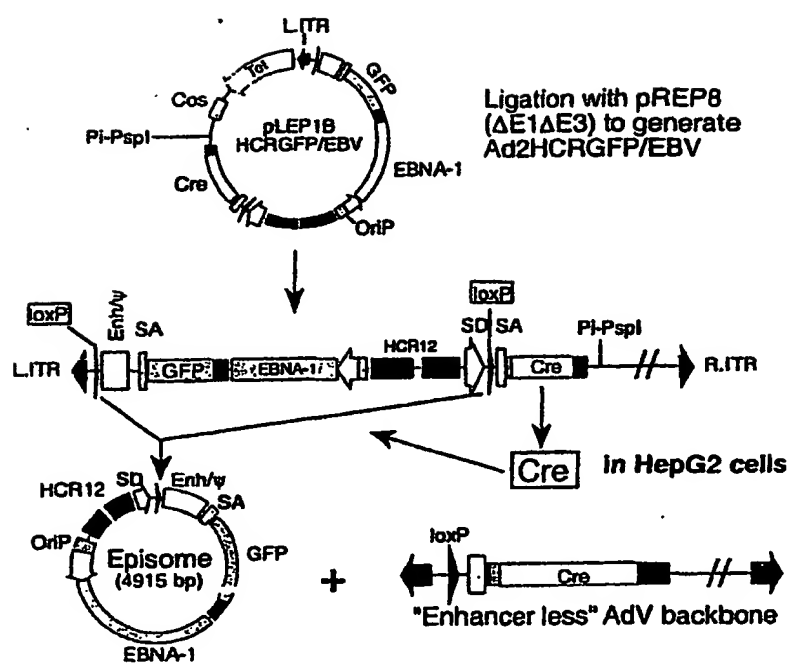 L.ITR
Tet
GFP
Cos
Pi-PspI
pLEP1B
HCRGFP/EBV
EBNA-1
Cre
OriP
Ligation with pREP8
(ΔE1ΔE3) to generate
Ad2HCRGFP/EBV
loxP
Enh/ψ
SA
loxP
SD SA
HCR12
Pi-PspI
L.ITR
GFP
EBNA-1
Cre
R.ITR
Cre
in HepG2 cells
HCR12
SD
Enh/ψ
SA
OriP
Episome
(4915 bp)
GFP
EBNA-1
+
loxP
Cre
"Enhancer less" AdV backbone